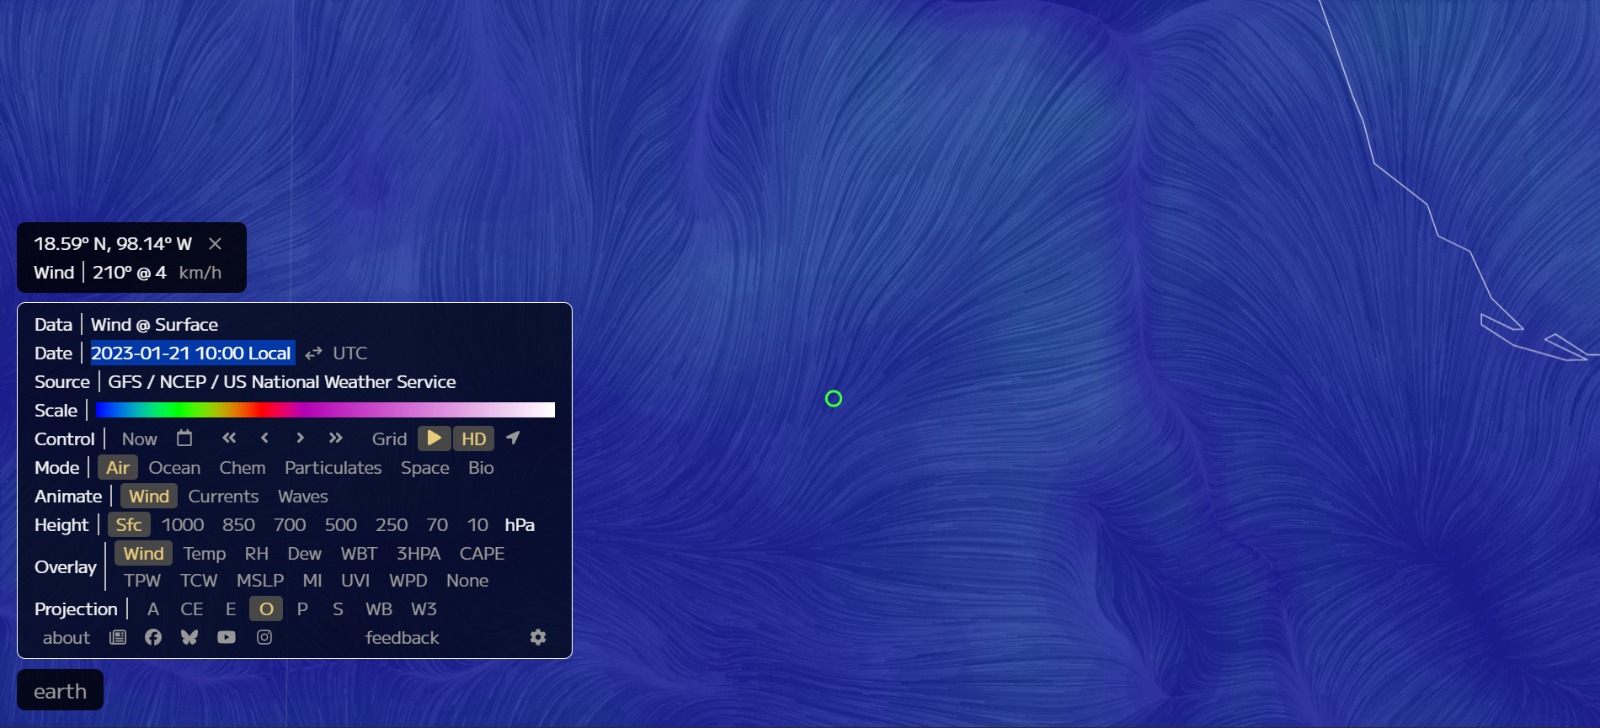 18.59° N, 98.14° W ×
Wind | 210° @ 4 km/h
Data | Wind @ Surface
Date | 2023-01-21 10:00 Local ⇄ UTC
Source | GFS / NCEP / US National Weather Service
Scale |
Control | Now « ‹ › » Grid HD
Mode | Air Ocean Chem Particulates Space Bio
Animate | Wind Currents Waves
Height | Sfc 1000 850 700 500 250 70 10 hPa
Overlay | Wind Temp RH Dew WBT 3HPA CAPE
TPW TCW MSLP MI UVI WPD None
Projection | A CE E O P S WB W3
about feedback
earth